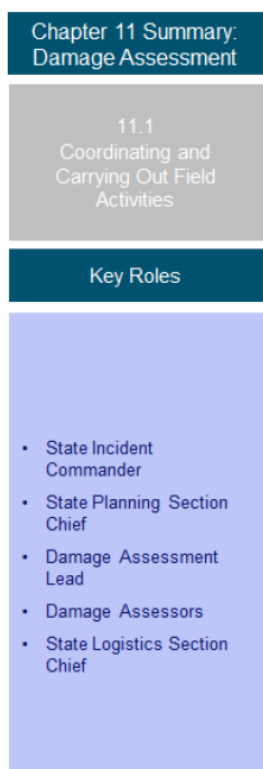 Chapter 11 Summary:
Damage Assessment
11.1
Coordinating and
Carrying Out Field
Activities
Key Roles
• State Incident
Commander
• State Planning Section
Chief
• Damage Assessment
Lead
• Damage Assessors
• State Logistics Section
Chief